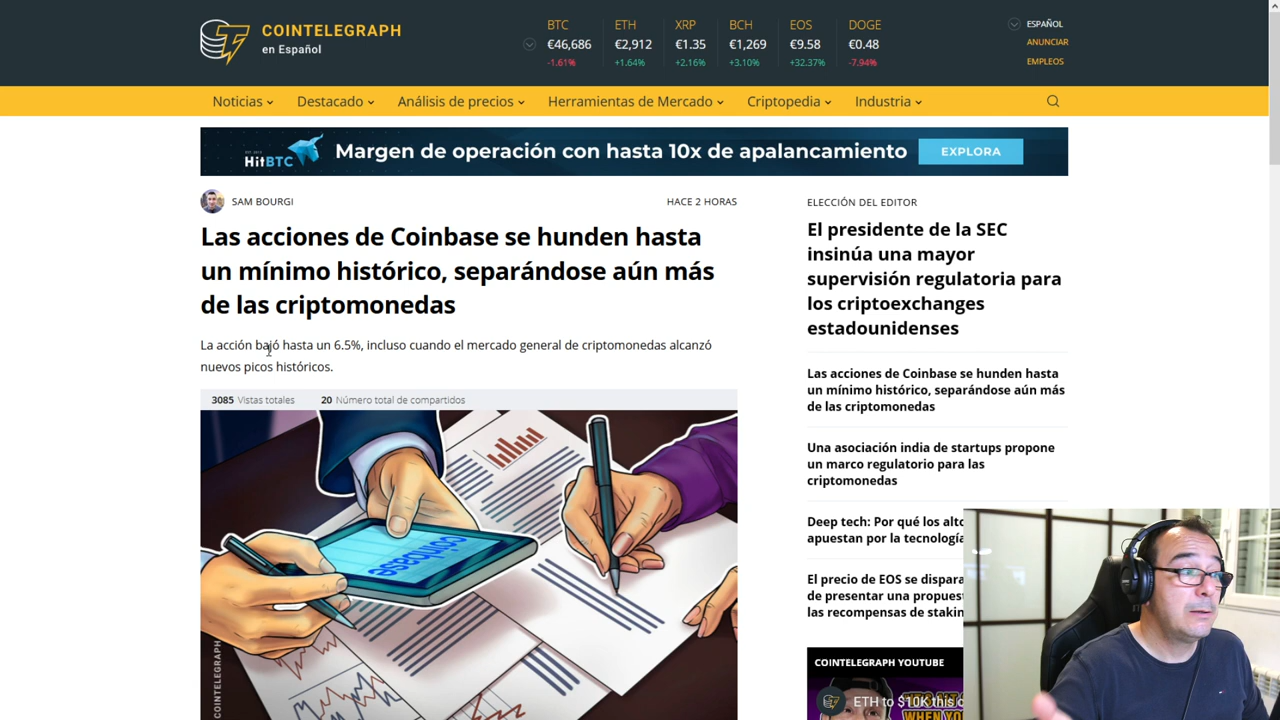 COINTELEGRAPH
en Español
BTC
€46,686
-1.61%
ETH
€2,912
+1.64%
XRP
€1.35
+2.16%
BCH
€1,269
+3.10%
EOS
€9.58
+32.37%
DOGE
€0.48
-7.94%
ESPAÑOL
ANUNCIAR
EMPLEOS
Noticias
Destacado
Análisis de precios
Herramientas de Mercado
Criptopedia
Industria
HitBTC
Margen de operación con hasta 10x de apalancamiento
EXPLORA
SAM BOURGI
HACE 2 HORAS
Las acciones de Coinbase se hunden hasta
un mínimo histórico, separándose aún más
de las criptomonedas
La acción bajó hasta un 6.5%, incluso cuando el mercado general de criptomonedas alcanzó
nuevos picos históricos.
3085 Vistas totales
20 Número total de compartidos
coinbase
COINTELEGRAPH
ELECCIÓN DEL EDITOR
El presidente de la SEC
insinúa una mayor
supervisión regulatoria para
los criptoexchanges
estadounidenses
Las acciones de Coinbase se hunden hasta
un mínimo histórico, separándose aún más
de las criptomonedas
Una asociación india de startups propone
un marco regulatorio para las
criptomonedas
Deep tech: Por qué los alto
apuestan por la tecnología
El precio de EOS se dispara
de presentar una propuest
las recompensas de stakin
COINTELEGRAPH YOUTUBE
ETH to $10K this